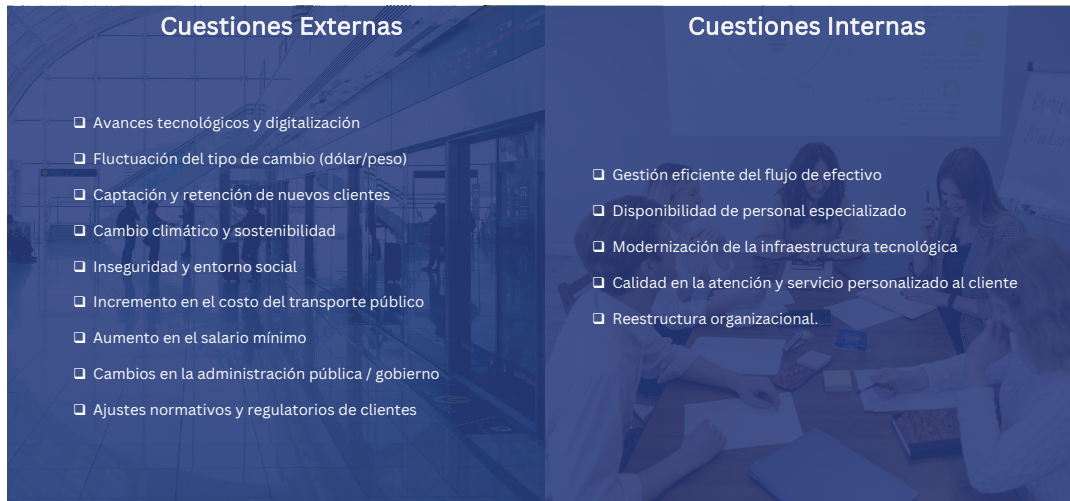 Cuestiones Externas
❑ Avances tecnológicos y digitalización
❑ Fluctuación del tipo de cambio (dólar/peso)
❑ Captación y retención de nuevos clientes
❑ Cambio climático y sostenibilidad
❑ Inseguridad y entorno social
❑ Incremento en el costo del transporte público
❑ Aumento en el salario mínimo
❑ Cambios en la administración pública / gobierno
❑ Ajustes normativos y regulatorios de clientes
Cuestiones Internas
❑ Gestión eficiente del flujo de efectivo
❑ Disponibilidad de personal especializado
❑ Modernización de la infraestructura tecnológica
❑ Calidad en la atención y servicio personalizado al cliente
❑ Reestructura organizacional.